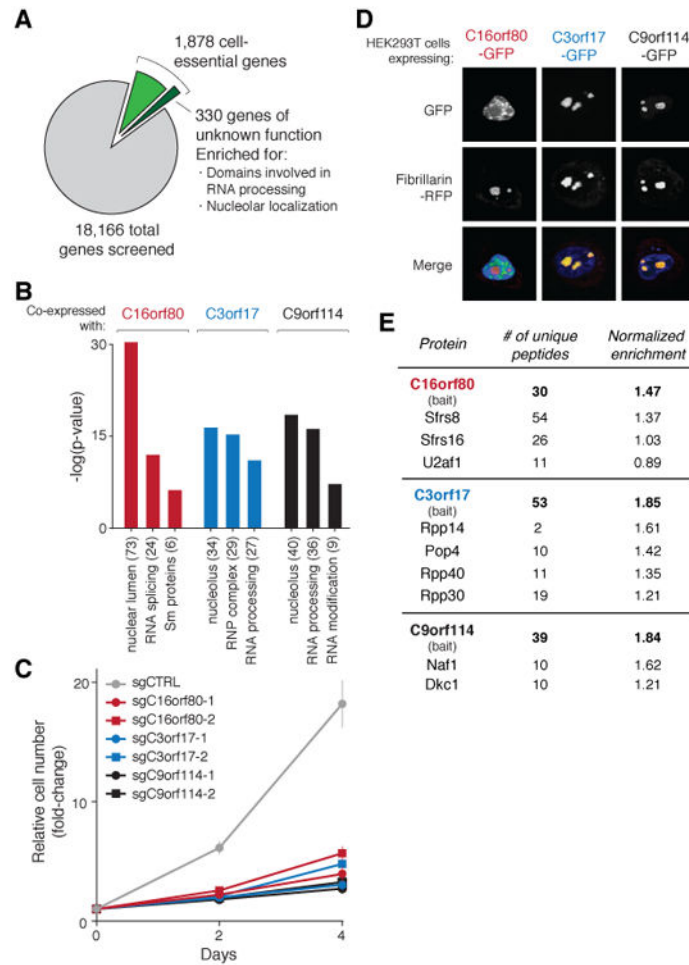 A
1,878 cell-
essential genes
330 genes of
unknown function
Enriched for:
· Domains involved in
RNA processing
· Nucleolar localization
18,166 total
genes screened
B
Co-expressed
with:
C16orf80
C3orf17
C9orf114
30
15
0
-log(p-value)
nuclear lumen (73)
RNA splicing (24)
Sm proteins (6)
nucleolus (34)
RNP complex (29)
RNA processing (27)
nucleolus (40)
RNA processing (36)
RNA modification (9)
C
sgCTRL
sgC16orf80-1
sgC16orf80-2
sgC3orf17-1
sgC3orf17-2
sgC9orf114-1
sgC9orf114-2
20
10
0
Relative cell number
(fold-change)
0
2
4
Days
D
HEK293T cells
expressing:
C16orf80
-GFP
C3orf17
-GFP
C9orf114
-GFP
GFP
Fibrillarin
-RFP
Merge
E
Protein
# of unique
peptides
Normalized
enrichment
C16orf80 30 1.47
(bait)
Sfrs8 54 1.37
Sfrs16 26 1.03
U2af1 11 0.89
C3orf17 53 1.85
(bait)
Rpp14 2 1.61
Pop4 10 1.42
Rpp40 11 1.35
Rpp30 19 1.21
C9orf114 39 1.84
(bait)
Naf1 10 1.62
Dkc1 10 1.21